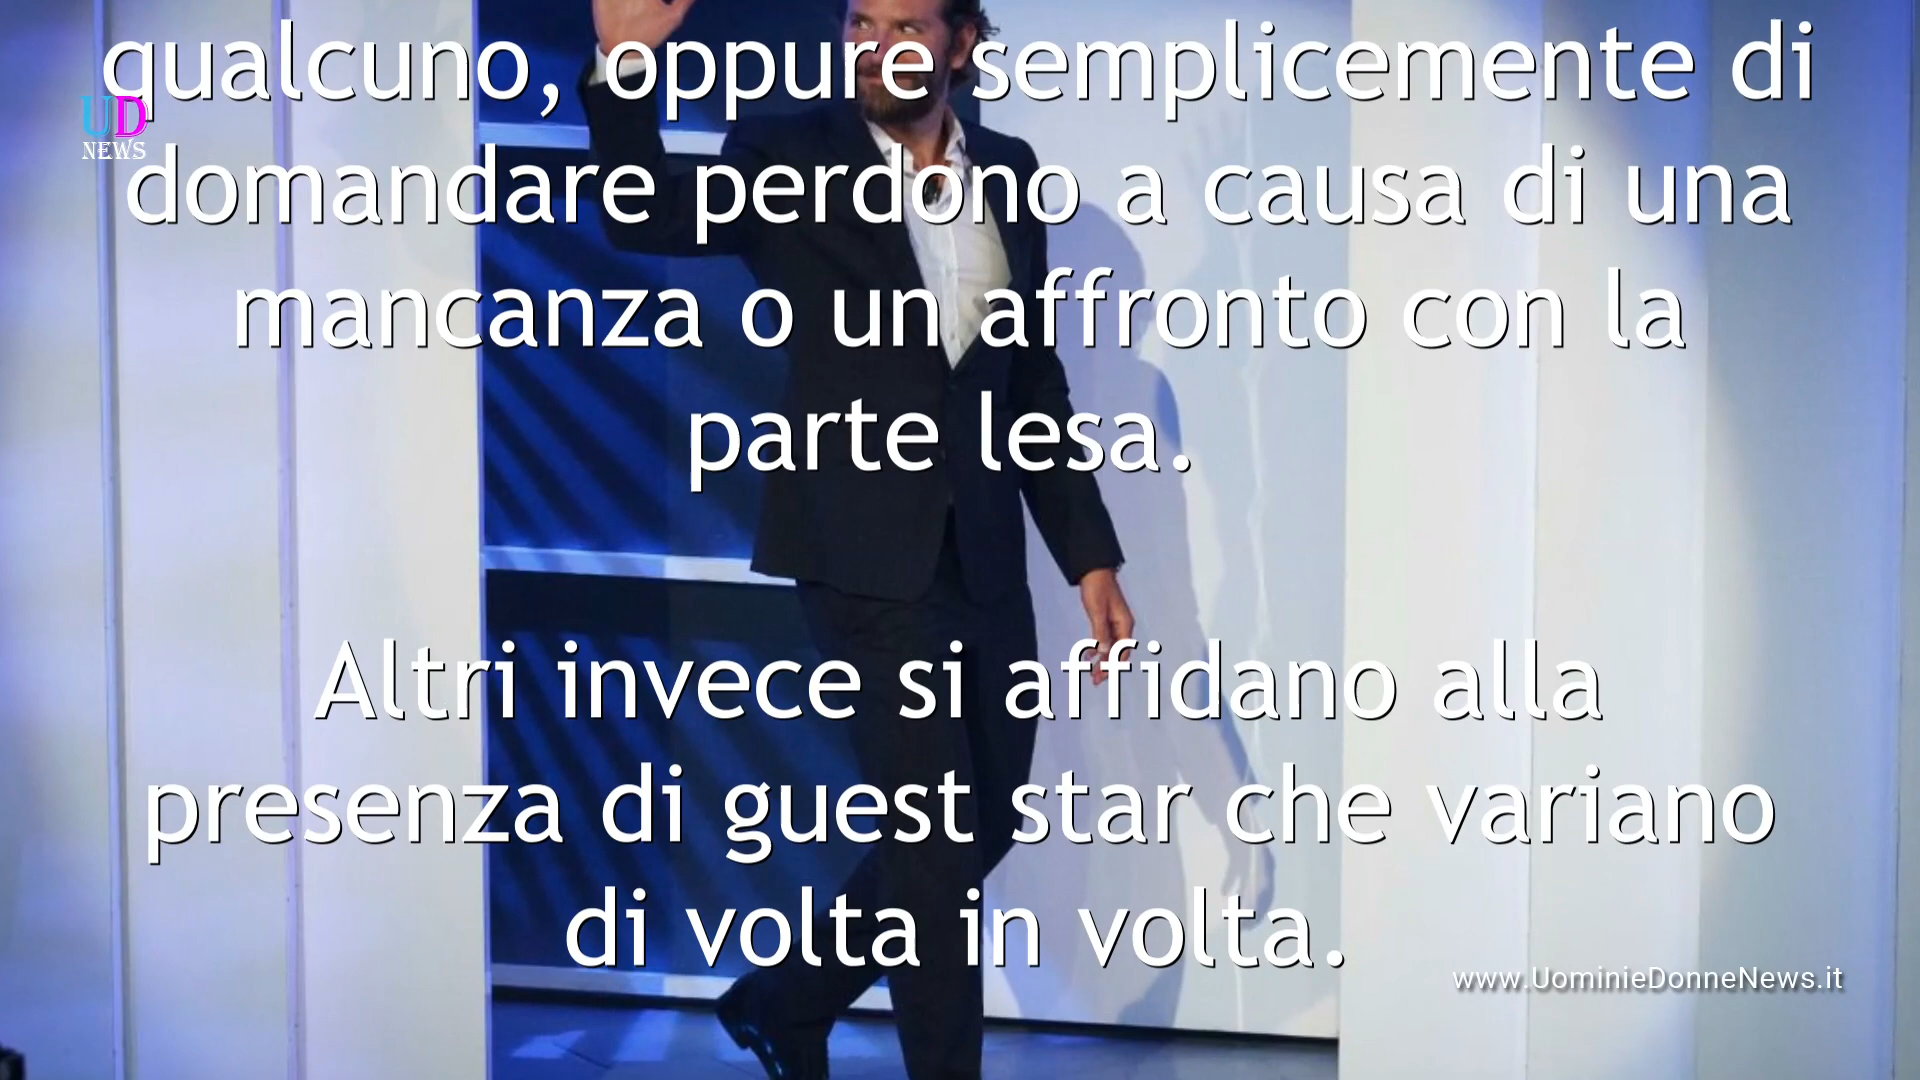 qualcuno, oppure semplicemente di
UD
NEWS
domandare perdono a causa di una
mancanza o un affronto con la
parte lesa.
Altri invece si affidano alla
presenza di guest star che variano
di volta in volta.
www.UominieDonneNews.it